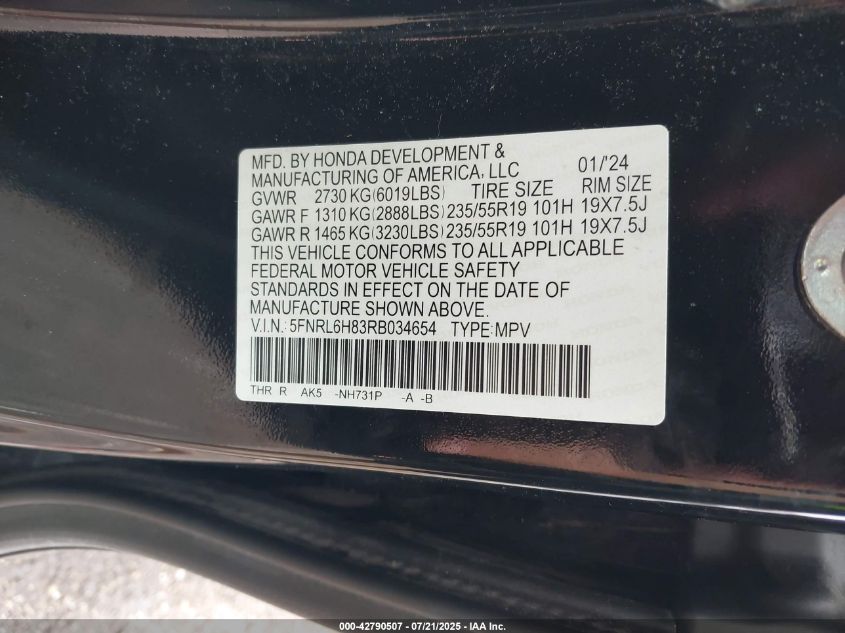 MFD. BY HONDA DEVELOPMENT &
MANUFACTURING OF AMERICA, LLC 01/'24
GVWR 2730 KG(6019LBS) TIRE SIZE RIM SIZE
GAWR F 1310 KG(2888LBS) 235/55R19 101H 19X7.5J
GAWR R 1465 KG(3230LBS) 235/55R19 101H 19X7.5J
THIS VEHICLE CONFORMS TO ALL APPLICABLE
FEDERAL MOTOR VEHICLE SAFETY
STANDARDS IN EFFECT ON THE DATE OF
MANUFACTURE SHOWN ABOVE.
V.I.N.: 5FNRL6H83RB034654 TYPE:MPV
THR R AK5 -NH731P -A -B
000-42790507 - 07/21/2025 - IAA Inc.